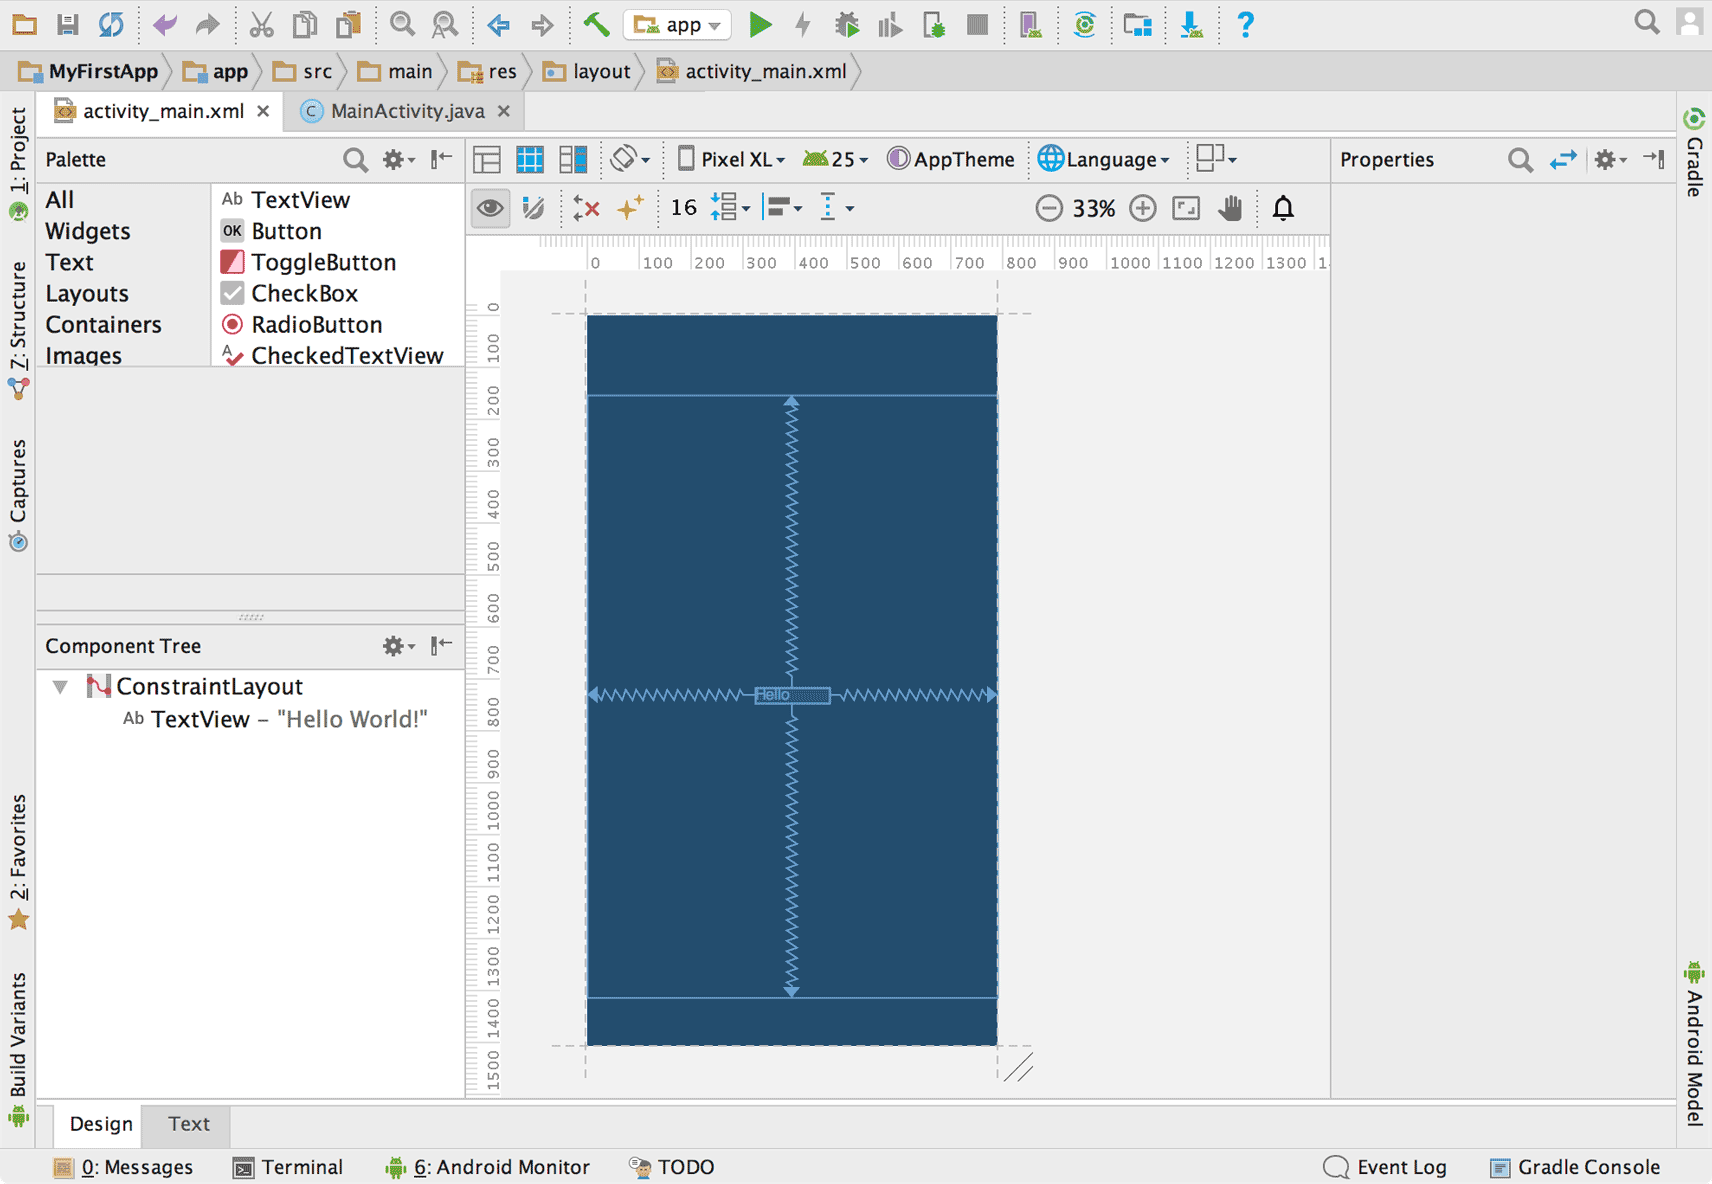 app
MyFirstApp app src main res layout activity_main.xml
activity_main.xml MainActivity.java
1: Project
7: Structure
Captures
2: Favorites
Build Variants
Palette
All
Widgets
Text
Layouts
Containers
Images
Ab TextView
OK Button
ToggleButton
CheckBox
RadioButton
CheckedTextView
Component Tree
ConstraintLayout
Ab TextView – "Hello World!"
Pixel XL 25 AppTheme Language
16 33%
0 100 200 300 400 500 600 700 800 900 1000 1100 1200 1300 1
0
100
200
300
400
500
600
700
800
900
1000
1100
1200
1300
1400
1500
Hello
Properties
Gradle
Android Model
Design Text
0: Messages Terminal 6: Android Monitor TODO Event Log Gradle Console